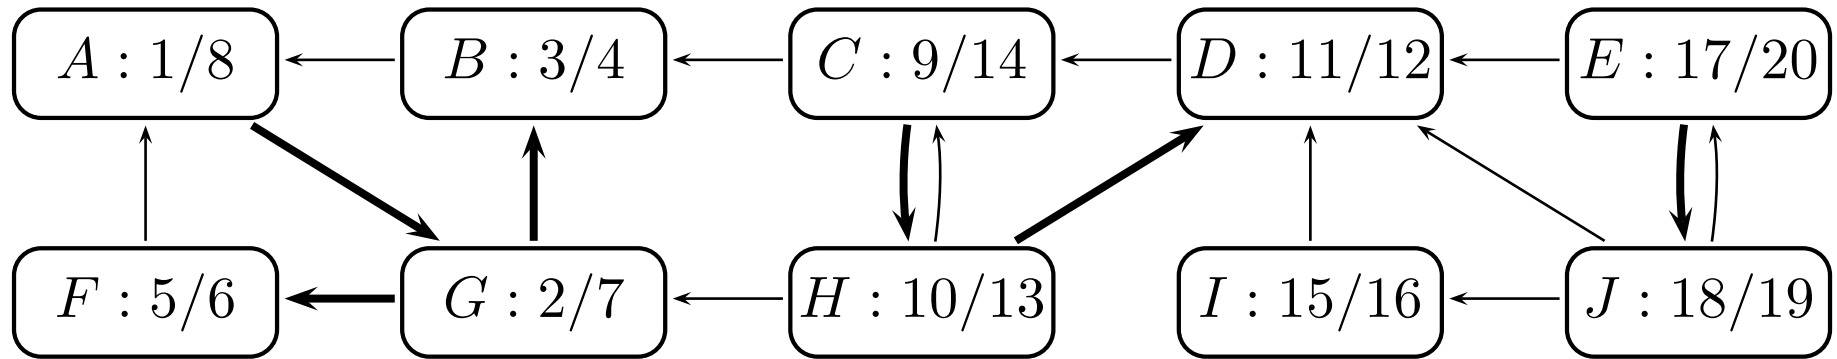 A : 1/8 B : 3/4 C : 9/14 D : 11/12 E : 17/20
F : 5/6 G : 2/7 H : 10/13 I : 15/16 J : 18/19